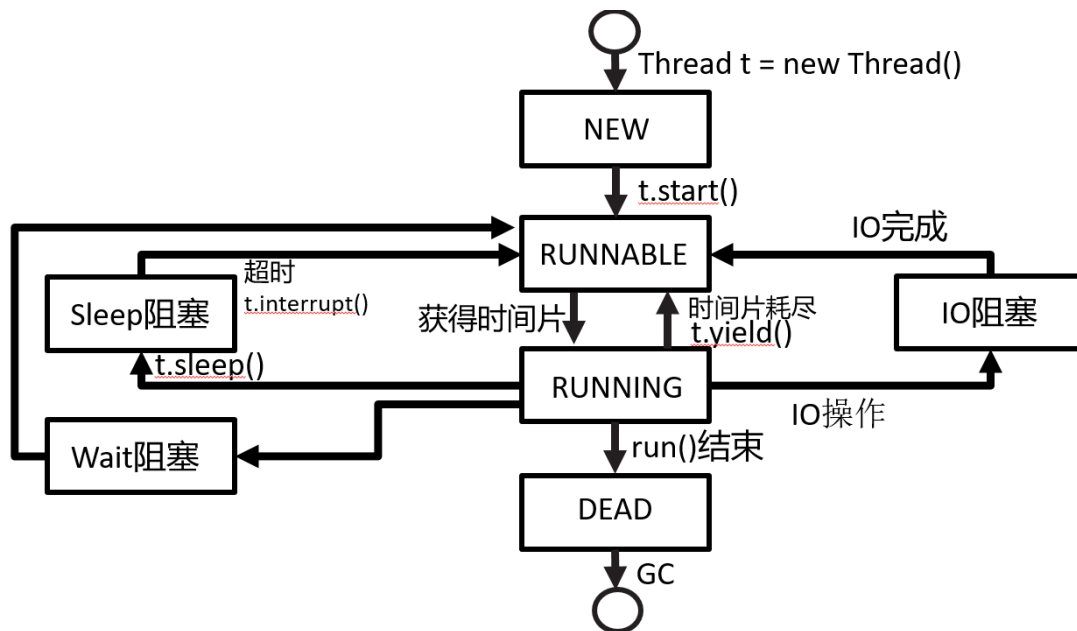 Thread t = new Thread()
NEW
t.start()
IO完成
RUNNABLE
超时
t.interrupt()
Sleep阻塞
获得时间片
时间片耗尽
t.yield()
IO阻塞
t.sleep()
RUNNING
IO操作
Wait阻塞
run()结束
DEAD
GC